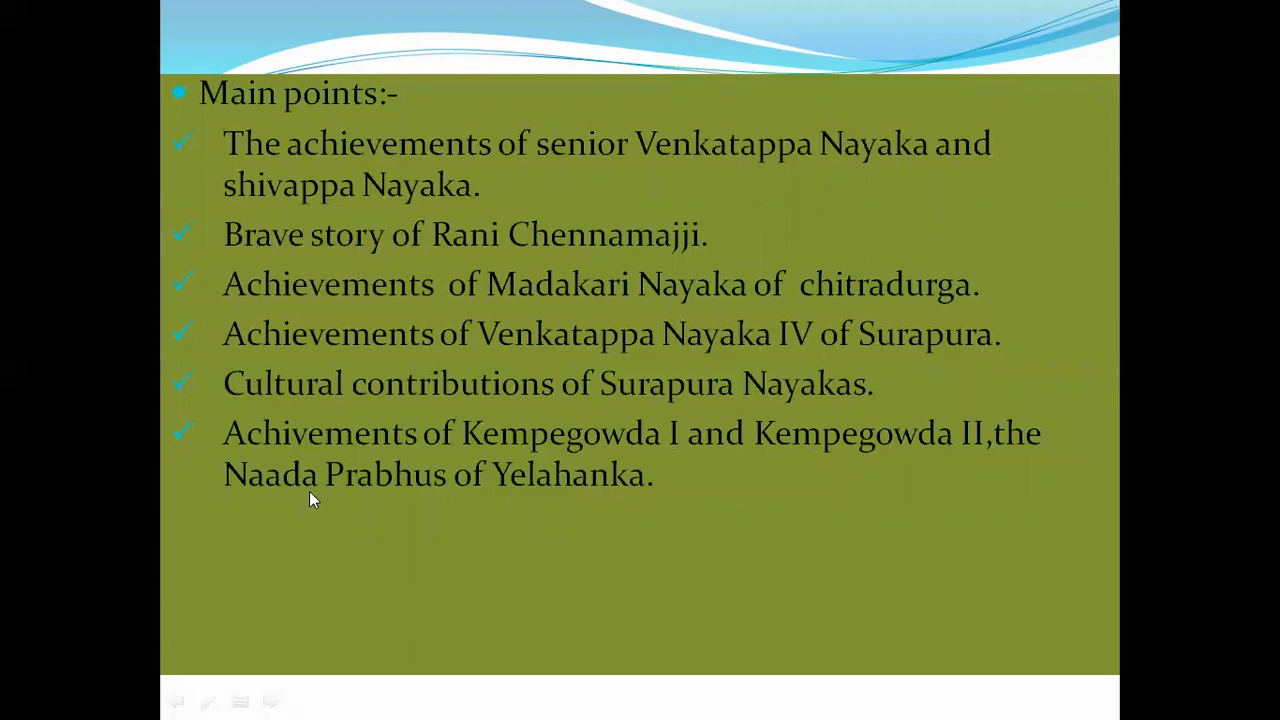 Main points:-
The achievements of senior Venkatappa Nayaka and
shivappa Nayaka.
Brave story of Rani Chennamajji.
Achievements of Madakari Nayaka of chitradurga.
Achievements of Venkatappa Nayaka IV of Surapura.
Cultural contributions of Surapura Nayakas.
Achivements of Kempegowda I and Kempegowda II,the
Naada Prabhus of Yelahanka.